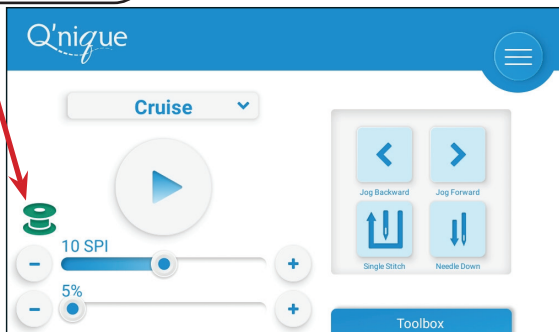 Q'nique
Cruise
Jog Backward
Jog Forward
Single Stitch
Needle Down
10 SPI
5%
Toolbox